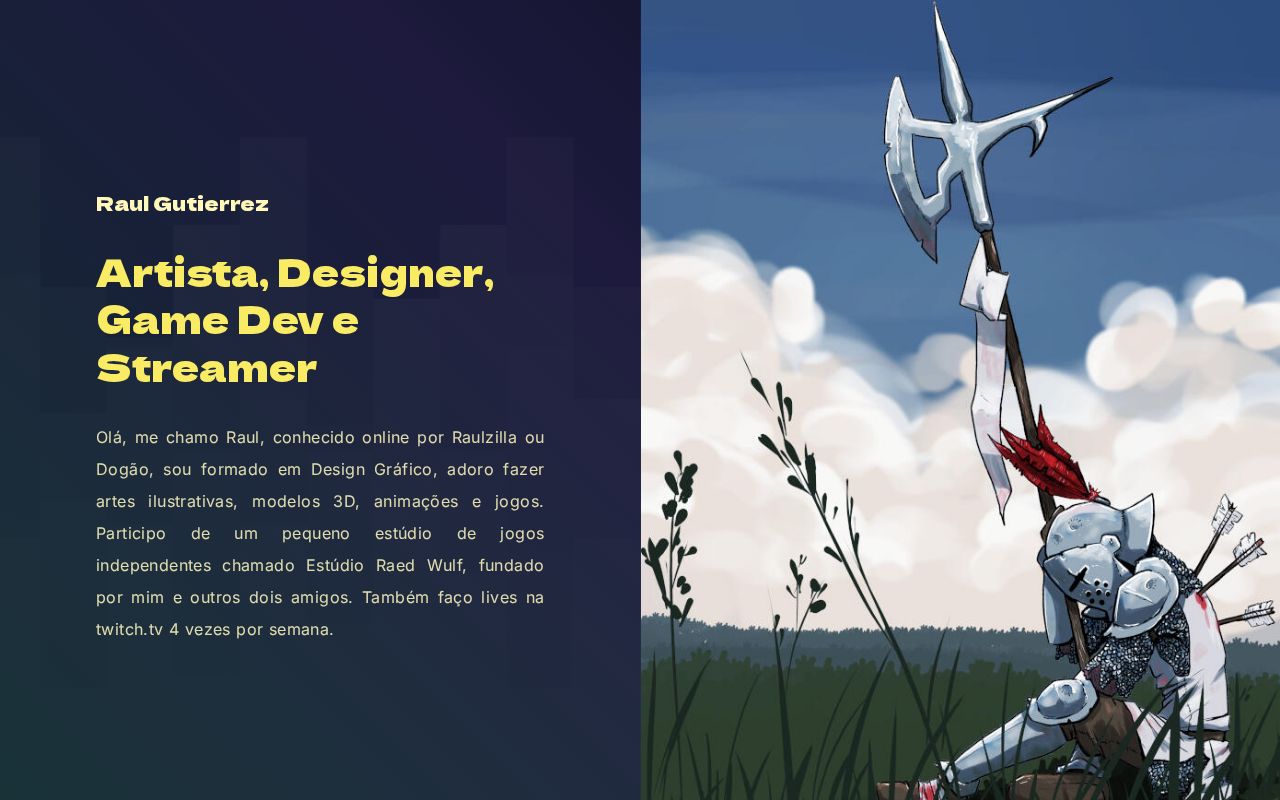 Raul Gutierrez
Artista, Designer,
Game Dev e
Streamer
Olá, me chamo Raul, conhecido online por Raulzilla ou
Dogão, sou formado em Design Gráfico, adoro fazer
artes ilustrativas, modelos 3D, animações e jogos.
Participo de um pequeno estúdio de jogos
independentes chamado Estúdio Raed Wulf, fundado
por mim e outros dois amigos. Também faço lives na
twitch.tv 4 vezes por semana.